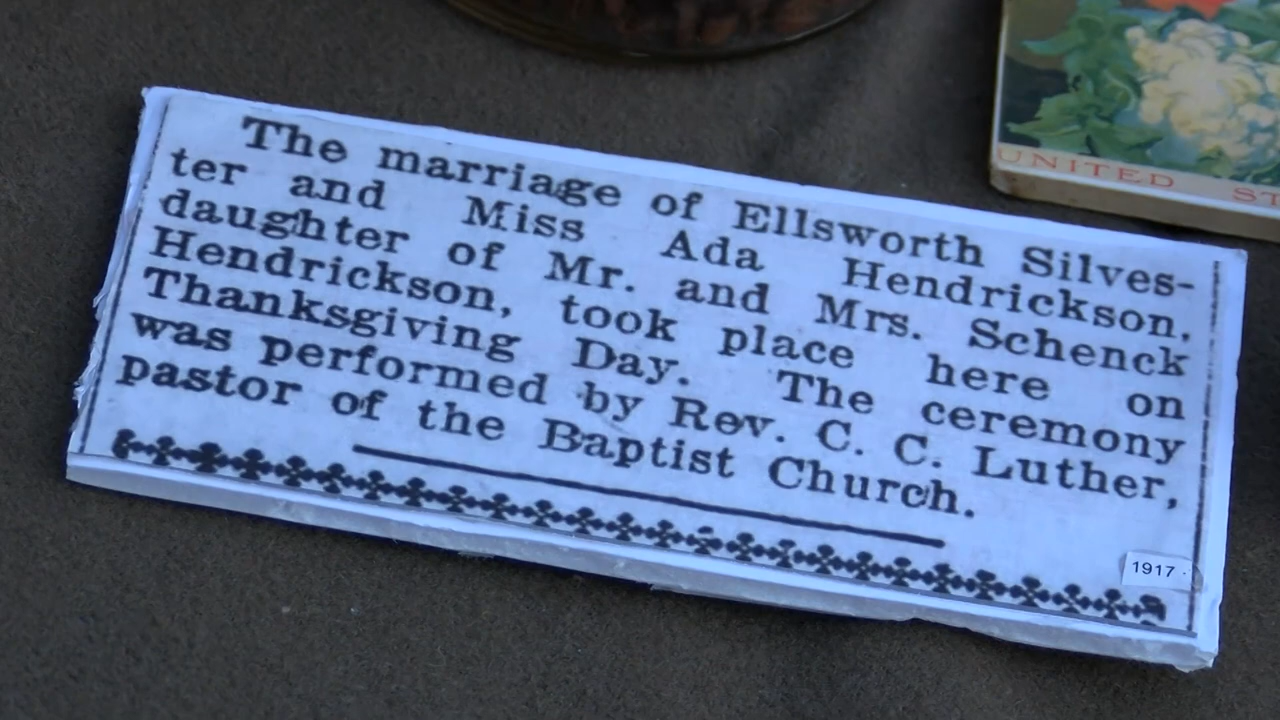 The marriage of Ellsworth Silves-
ter and Miss Ada Hendrickson,
daughter of Mr. and Mrs. Schenck
Hendrickson, took place here on
Thanksgiving Day. The ceremony
was performed by Rev. C. C. Luther,
pastor of the Baptist Church.
1917
UNITED ST